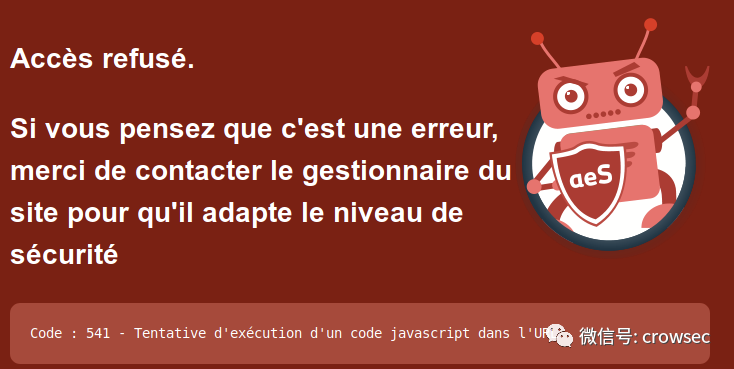 Accès refusé.
Si vous pensez que c'est une erreur,
merci de contacter le gestionnaire du
site pour qu'il adapte le niveau de
sécurité
aeS
Code : 541 - Tentative d'exécution d'un code javascript dans
微信号: crowsec